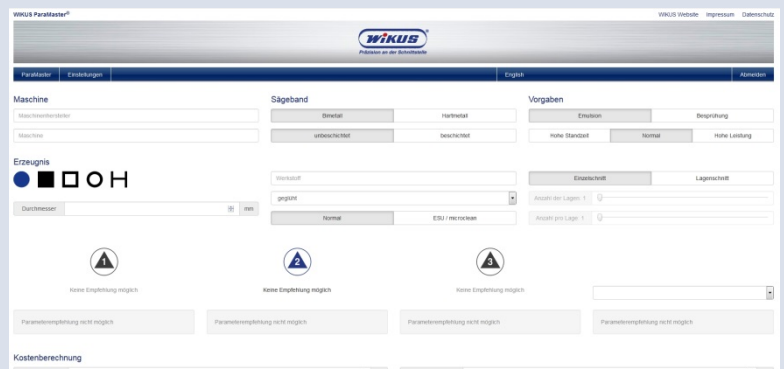 WIKUS ParaMaster®
WIKUS Website Impressum Datenschutz
WIKUS
Präzision an der Schnittstelle
ParaMaster Einstellungen English Abmelden
Maschine Sägeband Vorgaben
Maschinenhersteller Bimetall Hartmetall Emulsion Besprühung
Maschine unbeschichtet beschichtet Hohe Standzeit Normal Hohe Leistung
Erzeugnis
Werkstoff Einzelschnitt Lagenschnitt
geglüht Anzahl der Lagen 1
Durchmesser mm
Normal ESU / microclean Anzahl pro Lage 1
1 2 3
Keine Empfehlung möglich Keine Empfehlung möglich Keine Empfehlung möglich
Parameterempfehlung nicht möglich Parameterempfehlung nicht möglich Parameterempfehlung nicht möglich Parameterempfehlung nicht möglich
Kostenberechnung